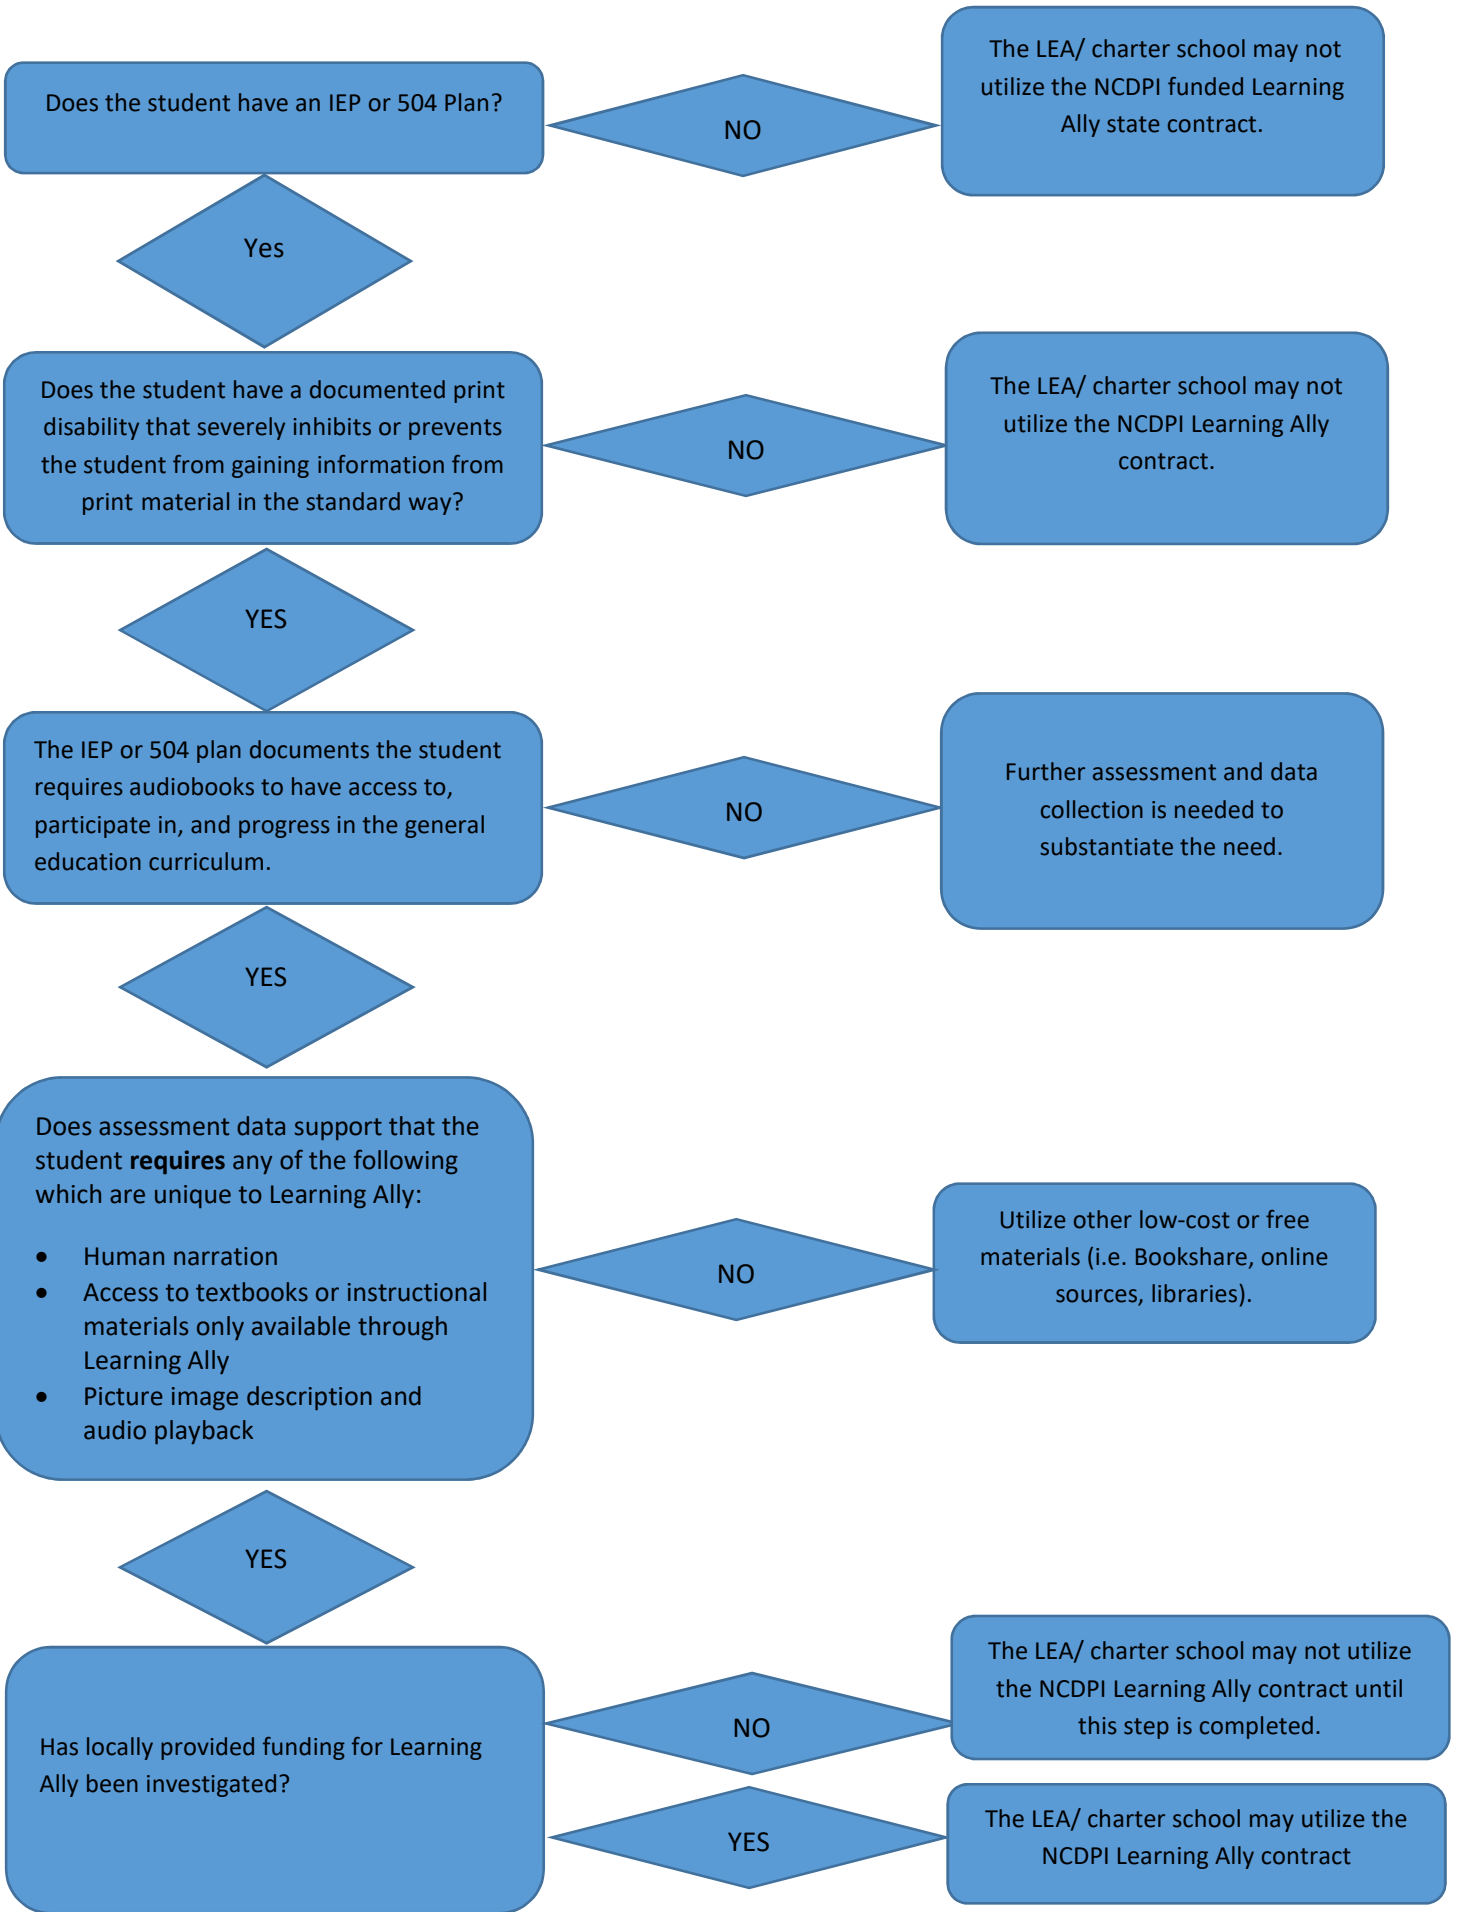 Does the student have an IEP or 504 Plan?
NO
The LEA/ charter school may not
utilize the NCDPI funded Learning
Ally state contract.
Yes
Does the student have a documented print
disability that severely inhibits or prevents
the student from gaining information from
print material in the standard way?
NO
The LEA/ charter school may not
utilize the NCDPI Learning Ally
contract.
YES
The IEP or 504 plan documents the student
requires audiobooks to have access to,
participate in, and progress in the general
education curriculum.
NO
Further assessment and data
collection is needed to
substantiate the need.
YES
Does assessment data support that the
student requires any of the following
which are unique to Learning Ally:
• Human narration
• Access to textbooks or instructional
materials only available through
Learning Ally
• Picture image description and
audio playback
NO
Utilize other low-cost or free
materials (i.e. Bookshare, online
sources, libraries).
YES
Has locally provided funding for Learning
Ally been investigated?
NO
The LEA/ charter school may not utilize
the NCDPI Learning Ally contract until
this step is completed.
YES
The LEA/ charter school may utilize the
NCDPI Learning Ally contract